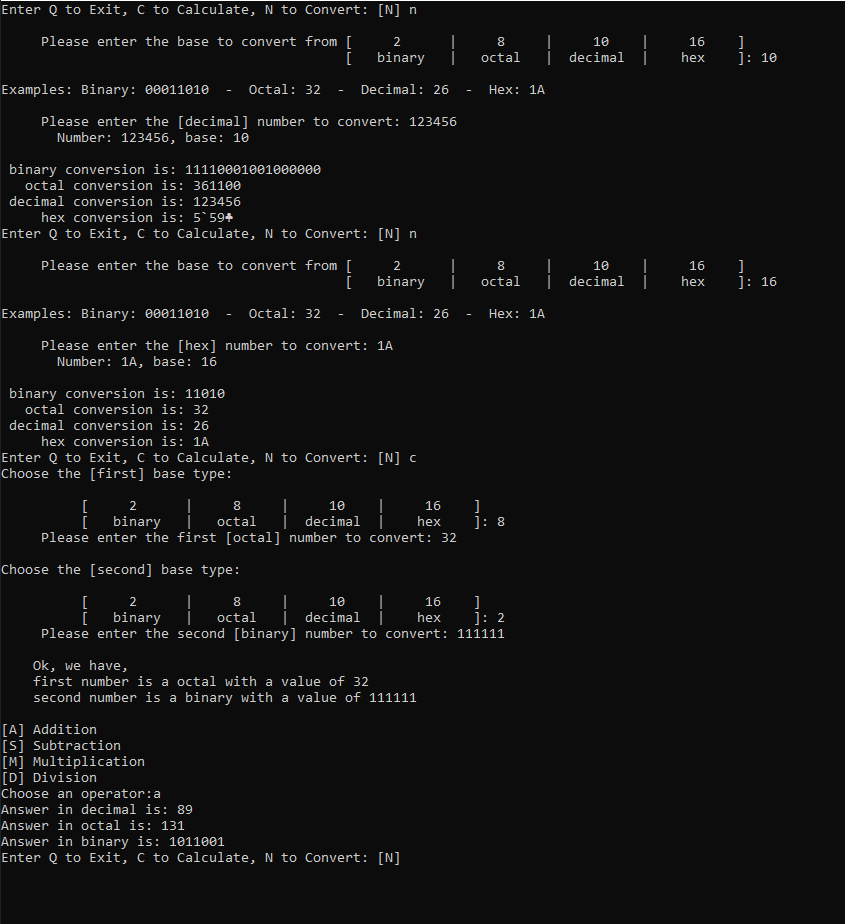 Enter Q to Exit, C to Calculate, N to Convert: [N] n
Please enter the base to convert from [ 2 | 8 | 10 | 16 ]
[ binary | octal | decimal | hex ]: 10
Examples: Binary: 00011010 - Octal: 32 - Decimal: 26 - Hex: 1A
Please enter the [decimal] number to convert: 123456
Number: 123456, base: 10
binary conversion is: 11110001001000000
octal conversion is: 361100
decimal conversion is: 123456
hex conversion is: 5`59♣
Enter Q to Exit, C to Calculate, N to Convert: [N] n
Please enter the base to convert from [ 2 | 8 | 10 | 16 ]
[ binary | octal | decimal | hex ]: 16
Examples: Binary: 00011010 - Octal: 32 - Decimal: 26 - Hex: 1A
Please enter the [hex] number to convert: 1A
Number: 1A, base: 16
binary conversion is: 11010
octal conversion is: 32
decimal conversion is: 26
hex conversion is: 1A
Enter Q to Exit, C to Calculate, N to Convert: [N] c
Choose the [first] base type:
[ 2 | 8 | 10 | 16 ]
[ binary | octal | decimal | hex ]: 8
Please enter the first [octal] number to convert: 32
Choose the [second] base type:
[ 2 | 8 | 10 | 16 ]
[ binary | octal | decimal | hex ]: 2
Please enter the second [binary] number to convert: 111111
Ok, we have,
first number is a octal with a value of 32
second number is a binary with a value of 111111
[A] Addition
[S] Subtraction
[M] Multiplication
[D] Division
Choose an operator:a
Answer in decimal is: 89
Answer in octal is: 131
Answer in binary is: 1011001
Enter Q to Exit, C to Calculate, N to Convert: [N]